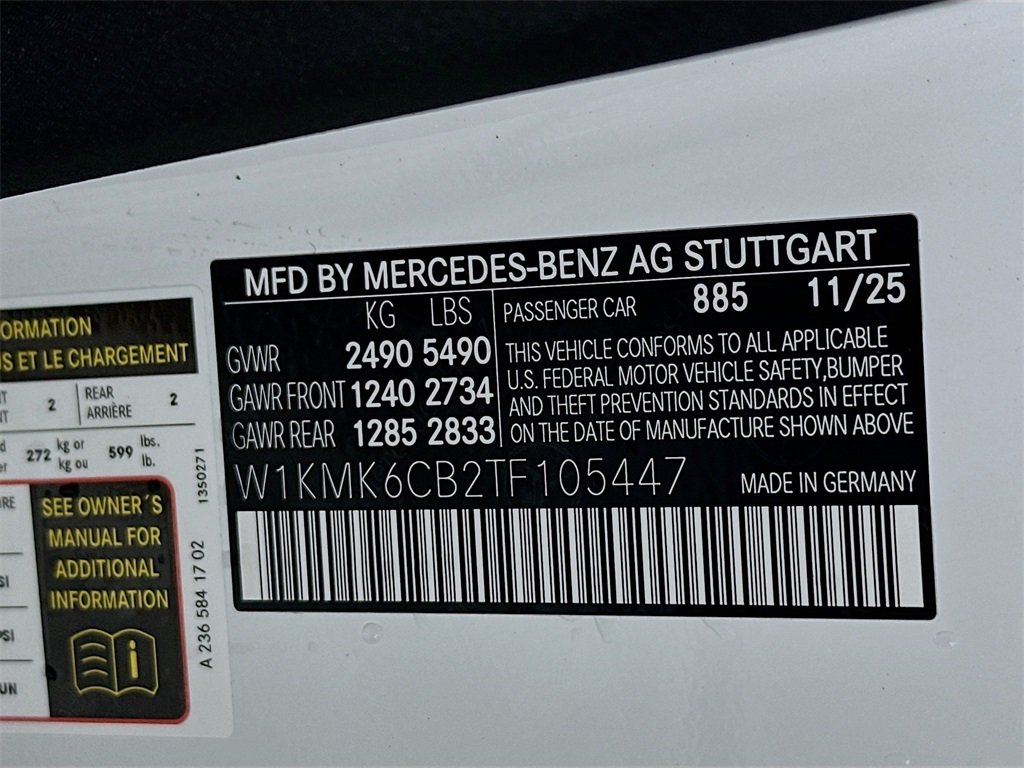 MFD BY MERCEDES-BENZ AG STUTTGART
KG LBS
GVWR 2490 5490
GAWR FRONT 1240 2734
GAWR REAR 1285 2833
PASSENGER CAR 885 11/25
THIS VEHICLE CONFORMS TO ALL APPLICABLE
U.S. FEDERAL MOTOR VEHICLE SAFETY,BUMPER
AND THEFT PREVENTION STANDARDS IN EFFECT
ON THE DATE OF MANUFACTURE SHOWN ABOVE
W1KMK6CB2TF105447 MADE IN GERMANY
ORMATION
ET LE CHARGEMENT
2 REAR 2
ARRIÈRE
272 kg or 599 lbs.
kg ou lb.
SEE OWNER´S
MANUAL FOR
ADDITIONAL
INFORMATION
i
A 236 584 17 02 1350271